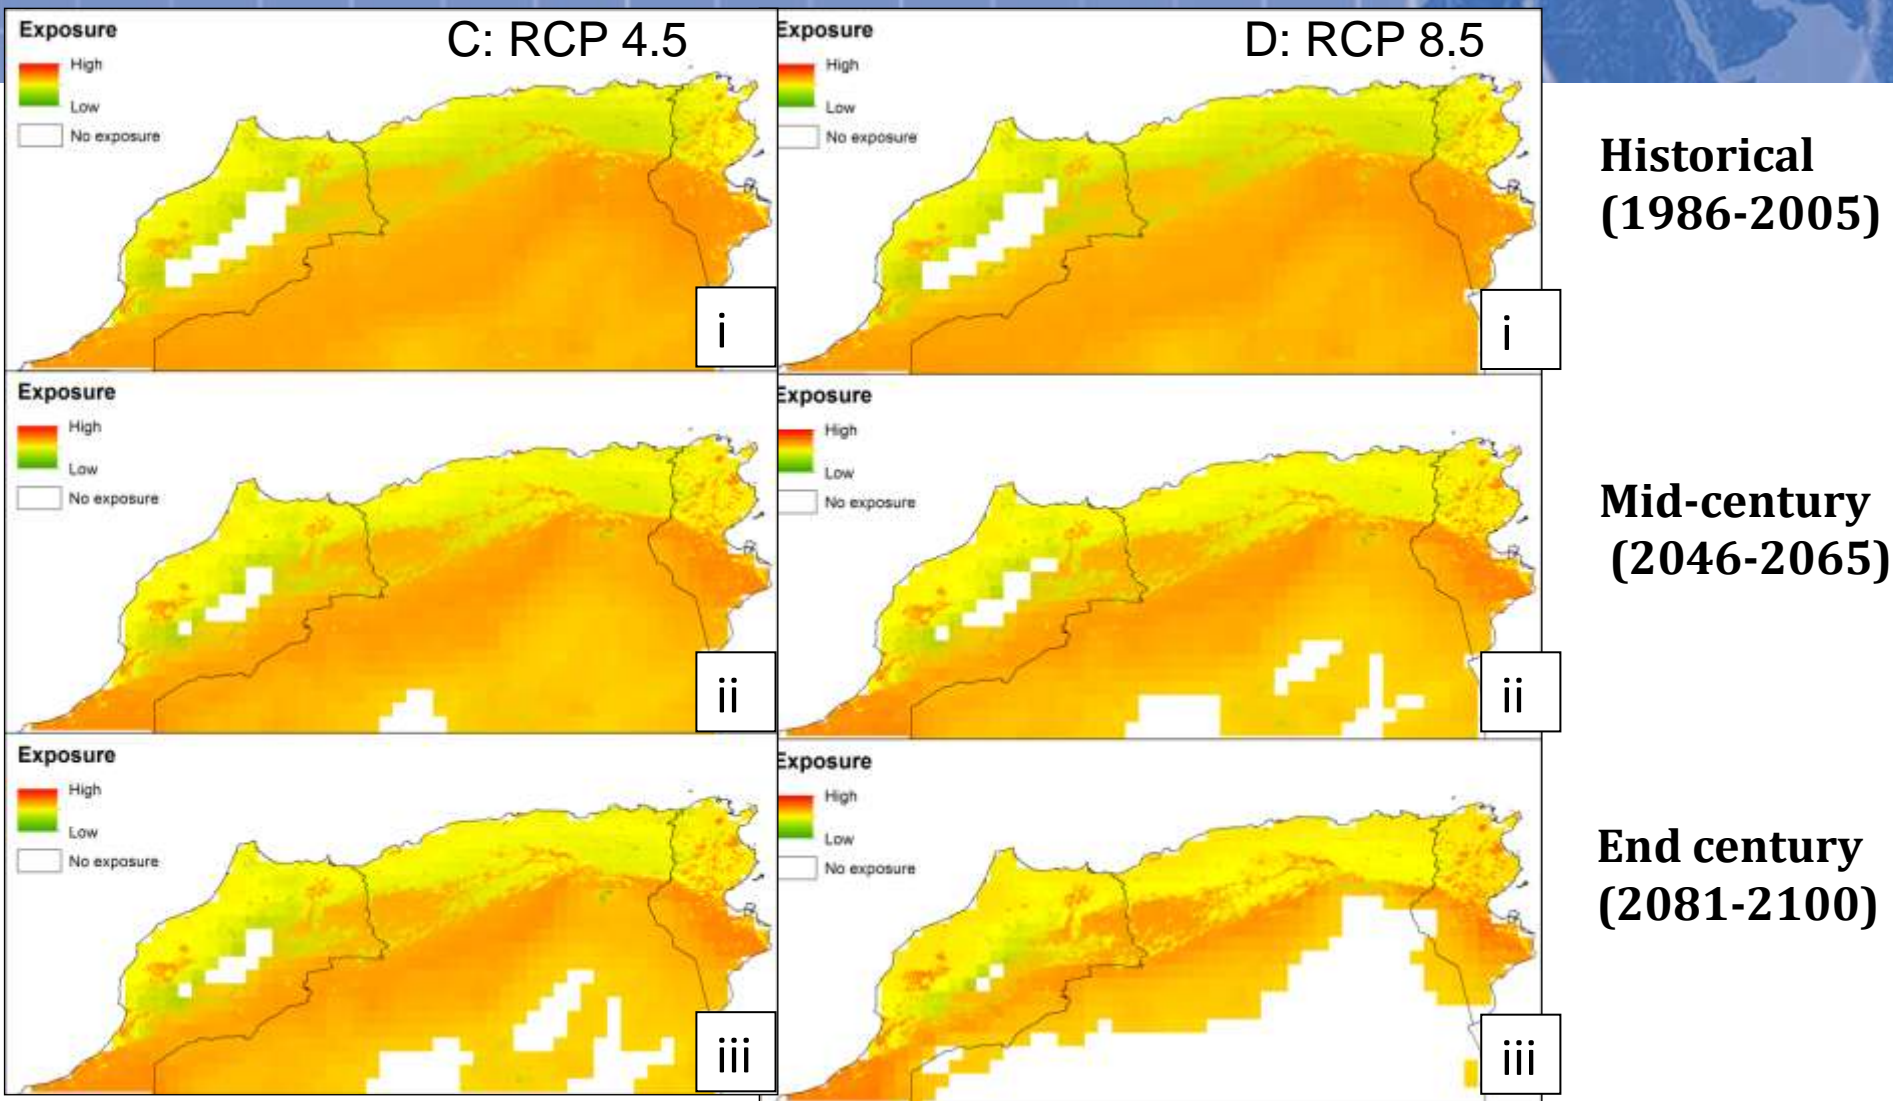 C: RCP 4.5
Exposure
High
Low
No exposure
i
D: RCP 8.5
Exposure
High
Low
No exposure
i
Historical
(1986-2005)
Exposure
High
Low
No exposure
ii
Exposure
High
Low
No exposure
ii
Mid-century
(2046-2065)
Exposure
High
Low
No exposure
iii
Exposure
High
Low
No exposure
iii
End century
(2081-2100)